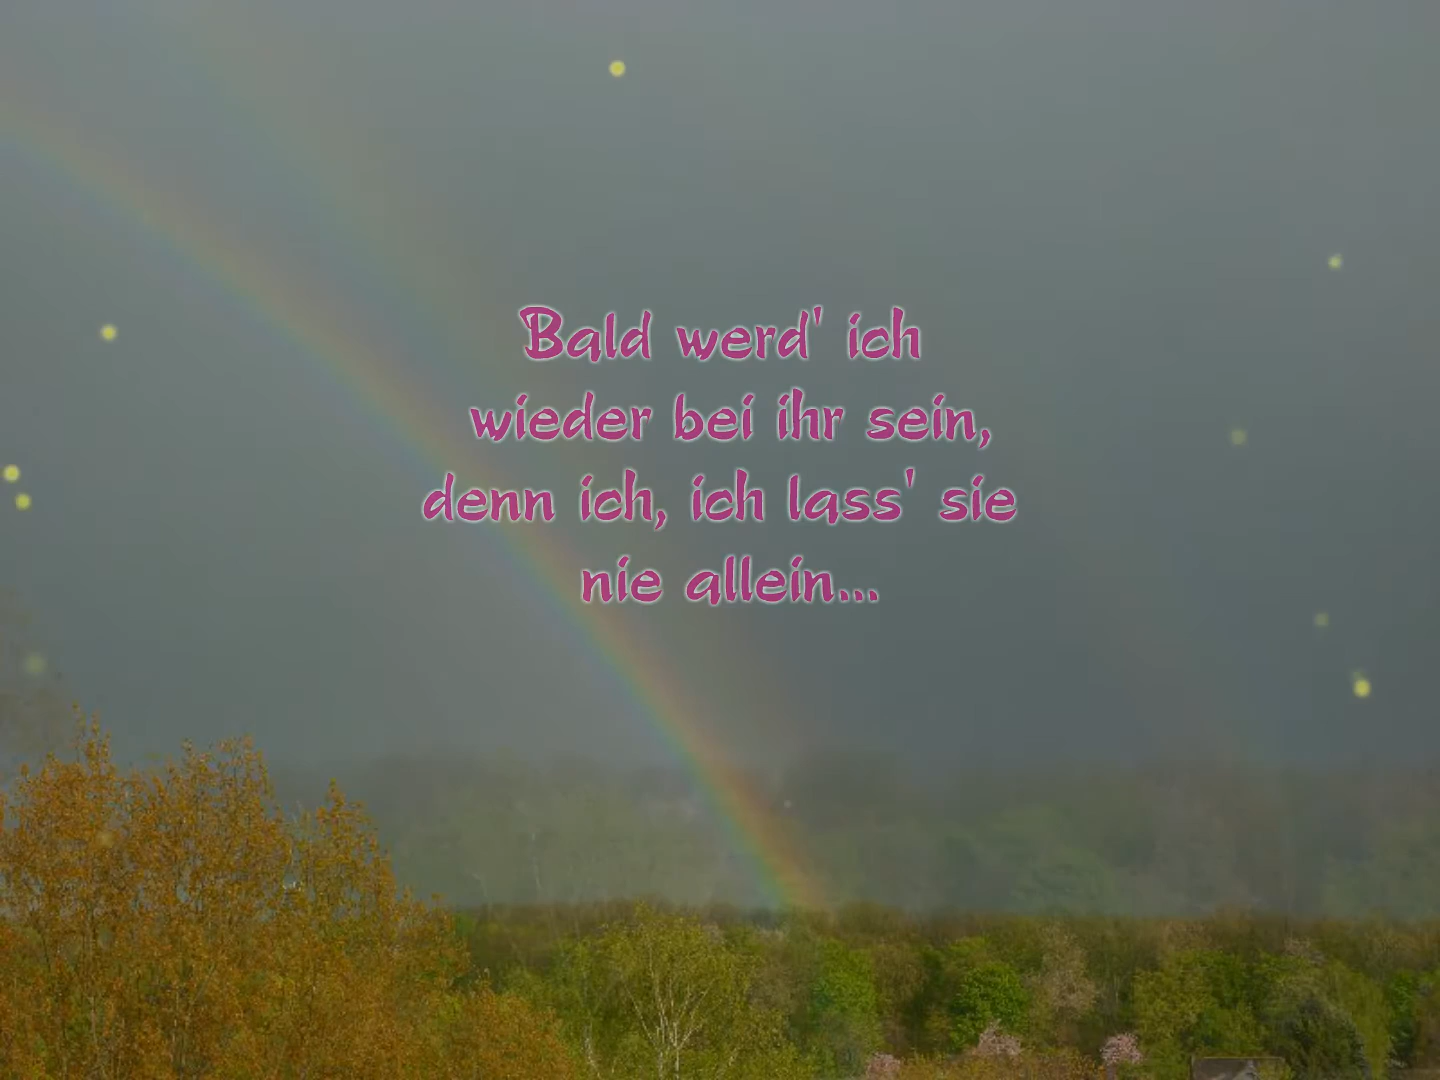 Bald werd' ich
wieder bei ihr sein,
denn ich, ich lass' sie
nie allein...